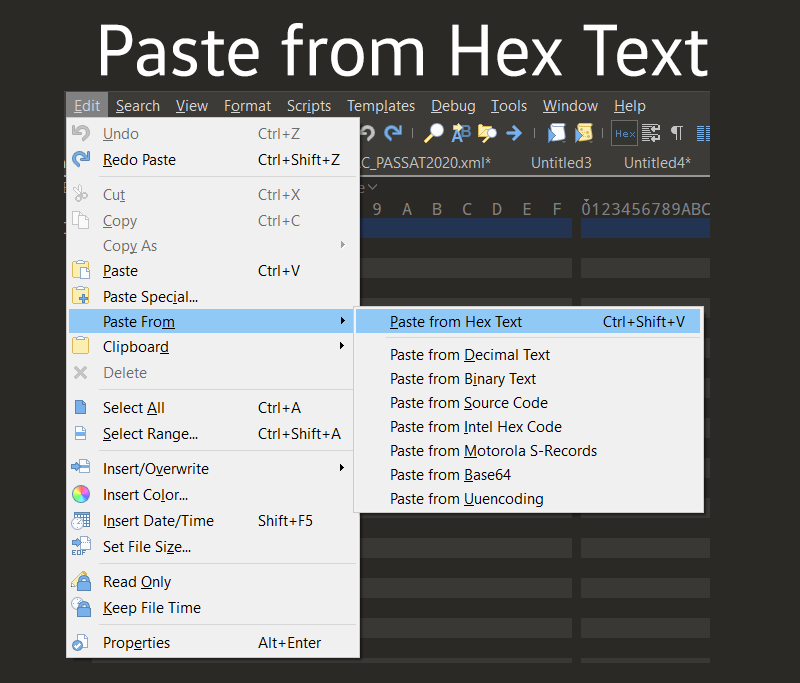 Paste from Hex Text
Edit Search View Format Scripts Templates Debug Tools Window Help
Undo Ctrl+Z
Redo Paste Ctrl+Shift+Z
Hex
C_PASSAT2020.xml* Untitled3 Untitled4*
Cut Ctrl+X
9 A B C D E F 0123456789ABC
Copy Ctrl+C
Copy As
Paste Ctrl+V
Paste Special...
Paste From
Paste from Hex Text Ctrl+Shift+V
Clipboard
Paste from Decimal Text
Delete
Paste from Binary Text
Select All Ctrl+A
Paste from Source Code
Select Range... Ctrl+Shift+A
Paste from Intel Hex Code
Paste from Motorola S-Records
Insert/Overwrite
Paste from Base64
Insert Color...
Paste from Uuencoding
Insert Date/Time Shift+F5
Set File Size...
EOF
Read Only
Keep File Time
Properties Alt+Enter